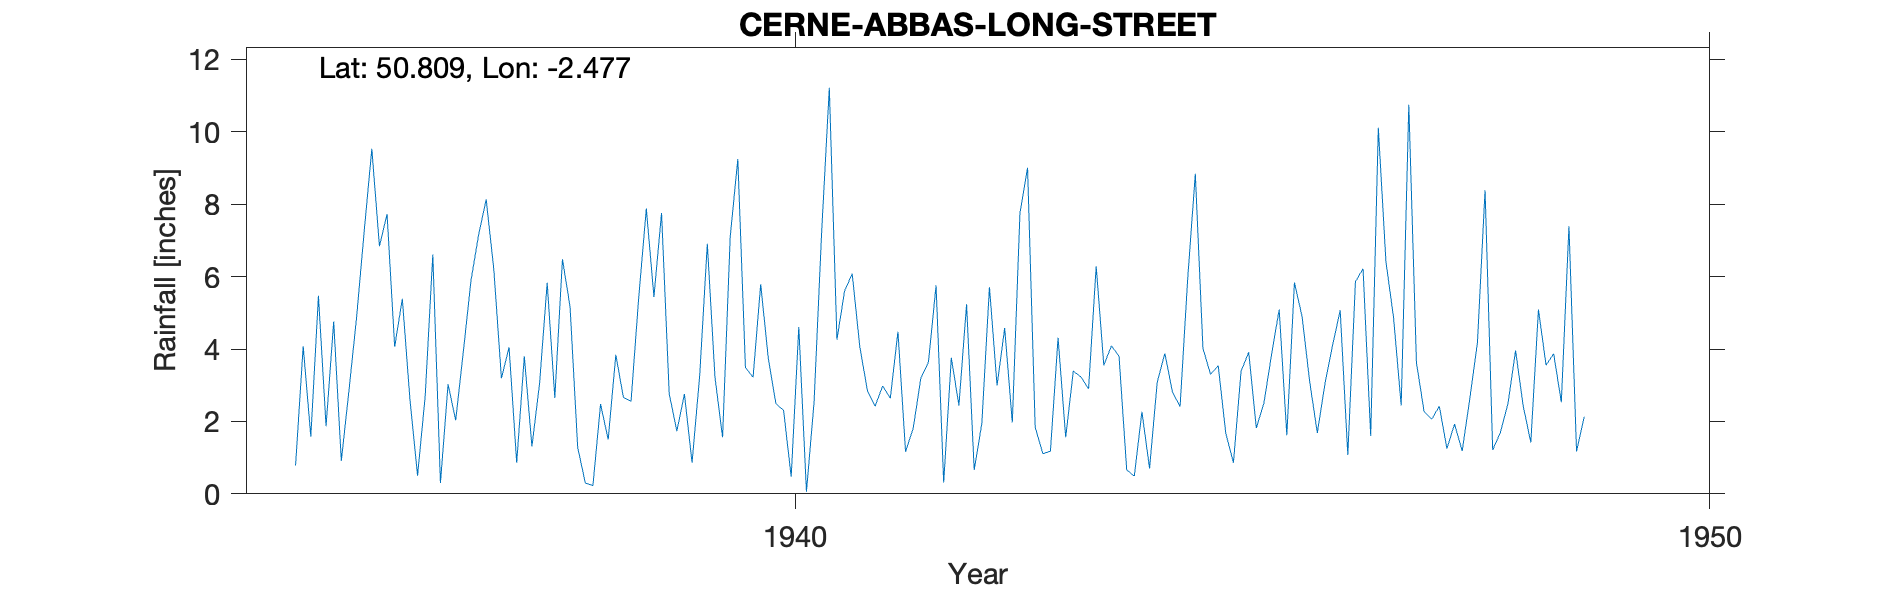 CERNE-ABBAS-LONG-STREET
Lat: 50.809, Lon: -2.477
12
10
8
6
4
2
0
Rainfall [inches]
1940
1950
Year